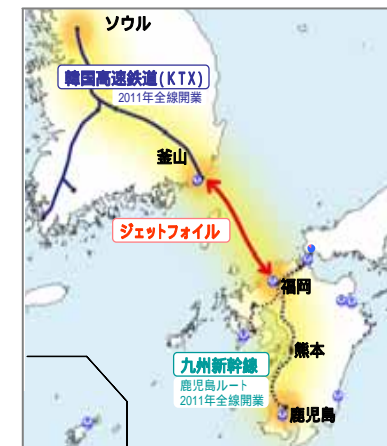 ソウル
韓国高速鉄道(KTX)
2011年全線開業
釜山
ジェットフォイル
福岡
熊本
九州新幹線
鹿児島ルート
2011年全線開業
鹿児島